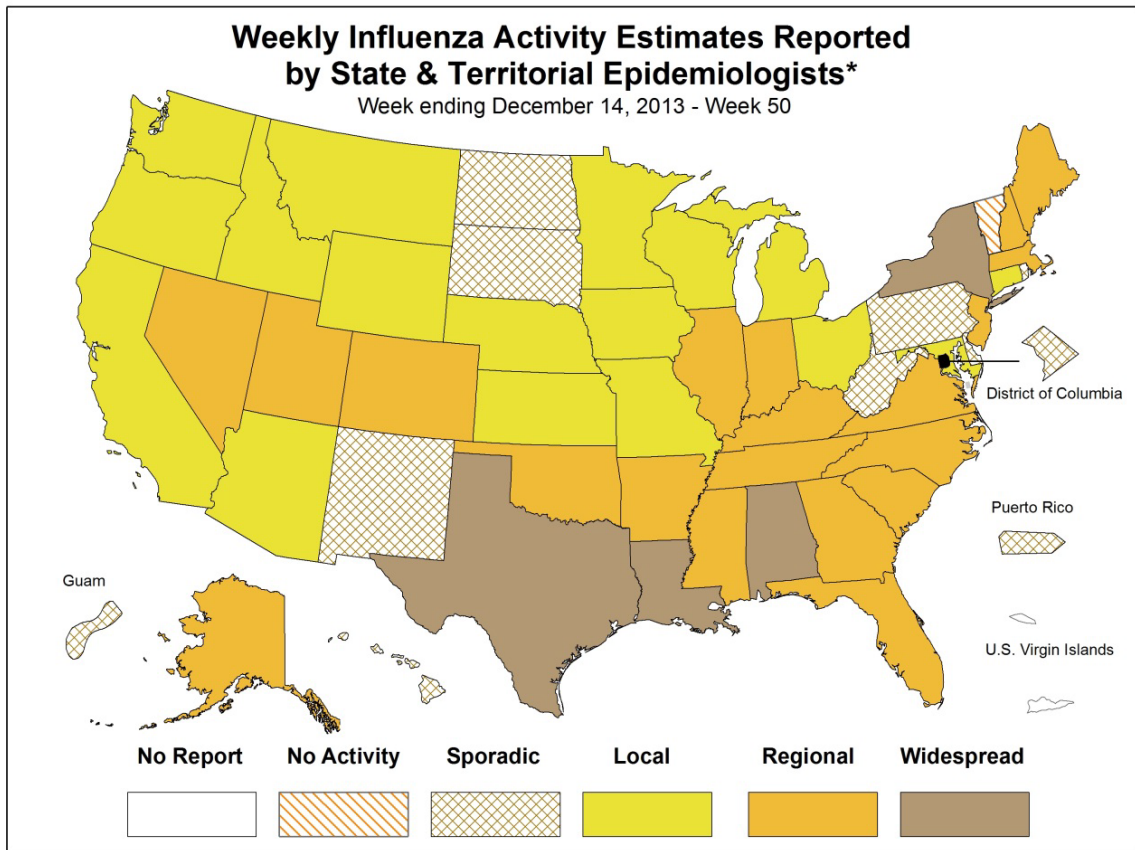 Weekly Influenza Activity Estimates Reported
by State & Territorial Epidemiologists*
Week ending December 14, 2013 - Week 50
District of Columbia
Puerto Rico
Guam
U.S. Virgin Islands
No Report No Activity Sporadic Local Regional Widespread